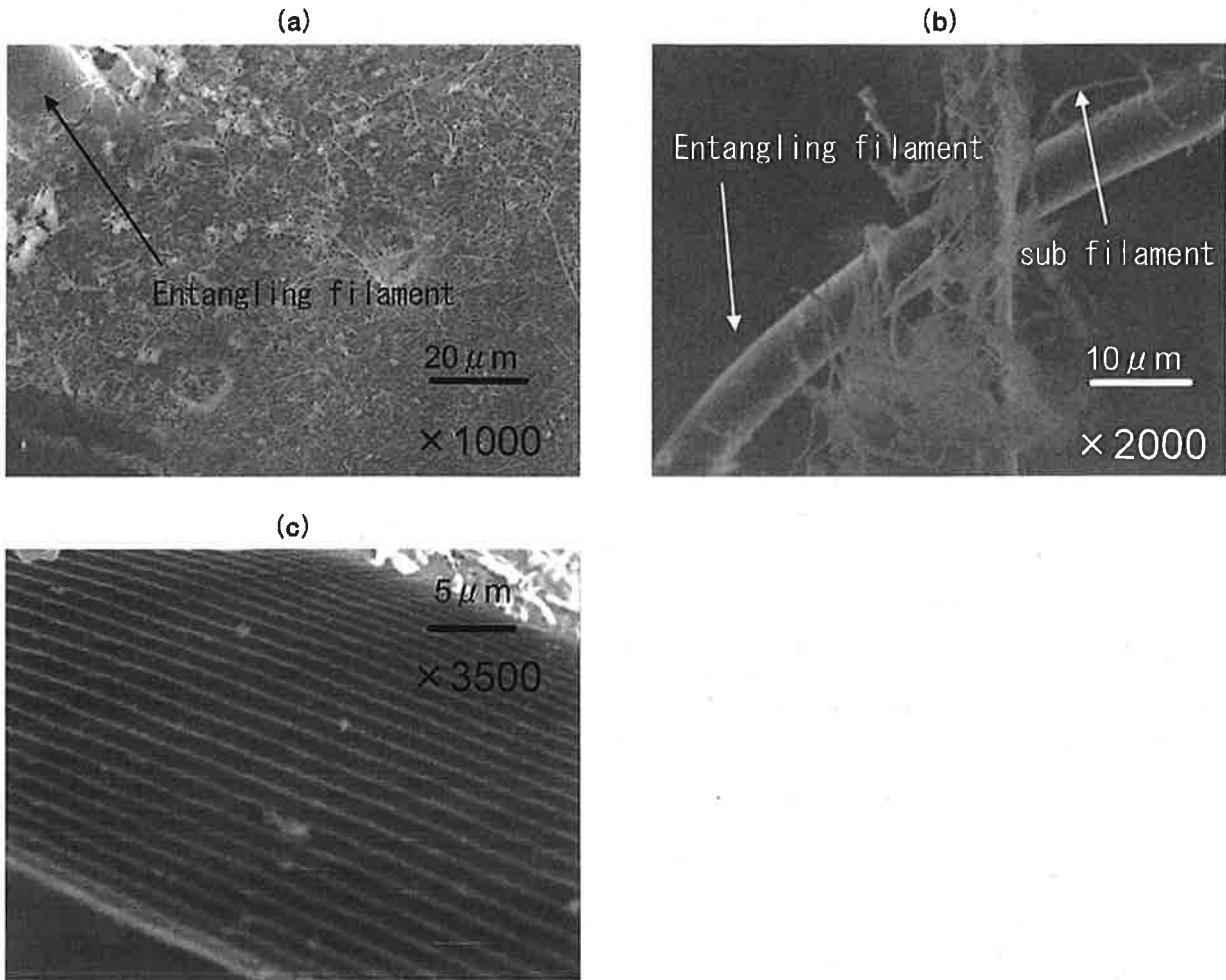 (a)
Entangling filament
20 μm
×1000
(b)
Entangling filament
sub filament
10 μm
×2000
(c)
5 μm
×3500